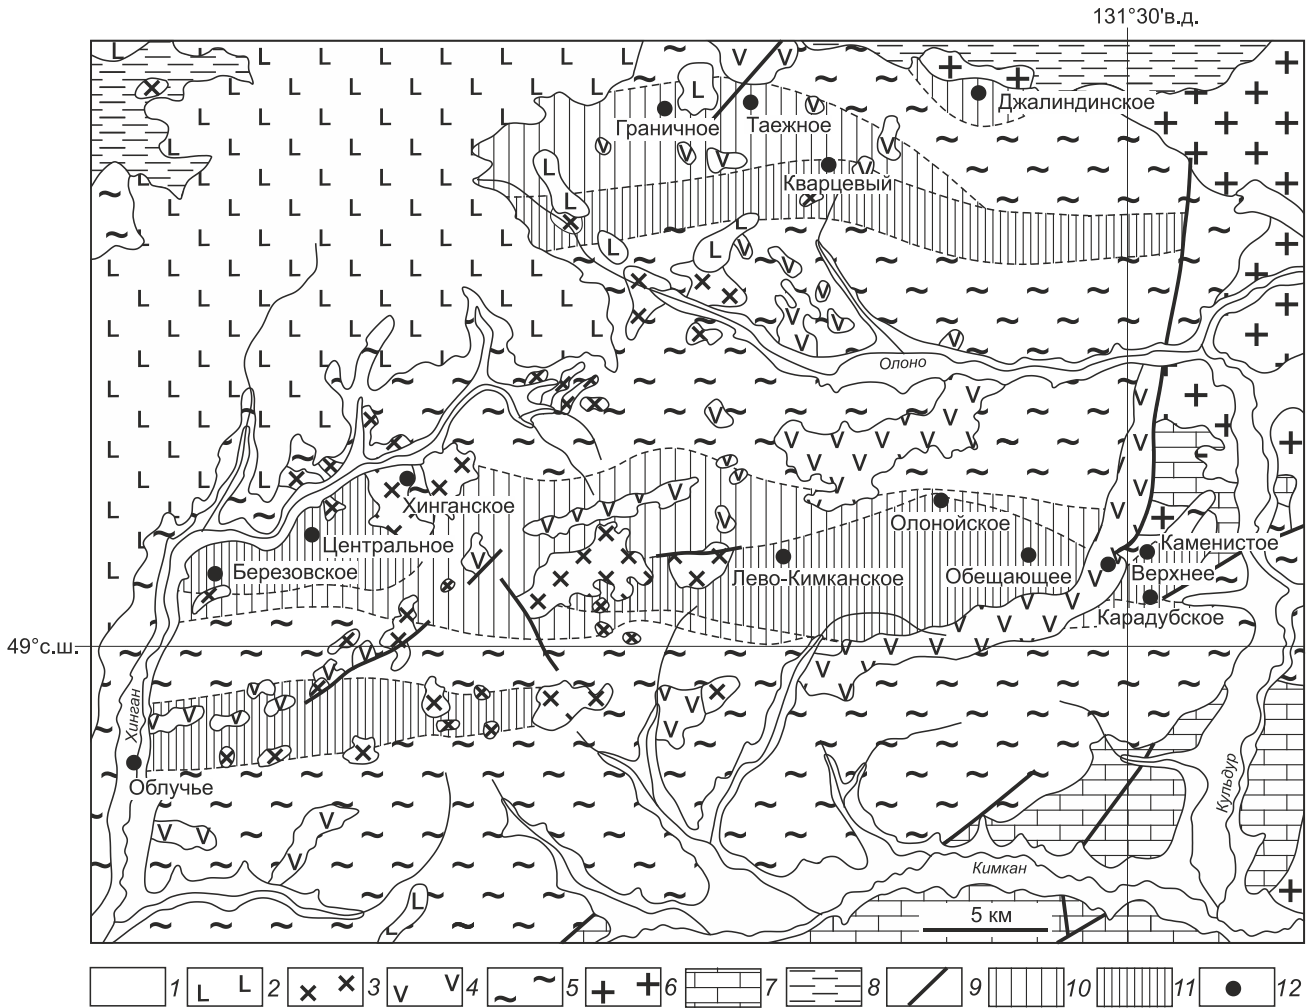 131°30'в.д.
Джалиндинское
Граничное
Таежное
Кварцевый
Олоно
Хинганское
Олонойское
Центральное
Каменистое
Березовское
Лево-Кимканское
Обещающее
Верхнее
Карадубское
49°с.ш.
Хинган
Облучье
Кульдур
Кимкан
5 км
1 2 3 4 5 6 7 8 9 10 11 12